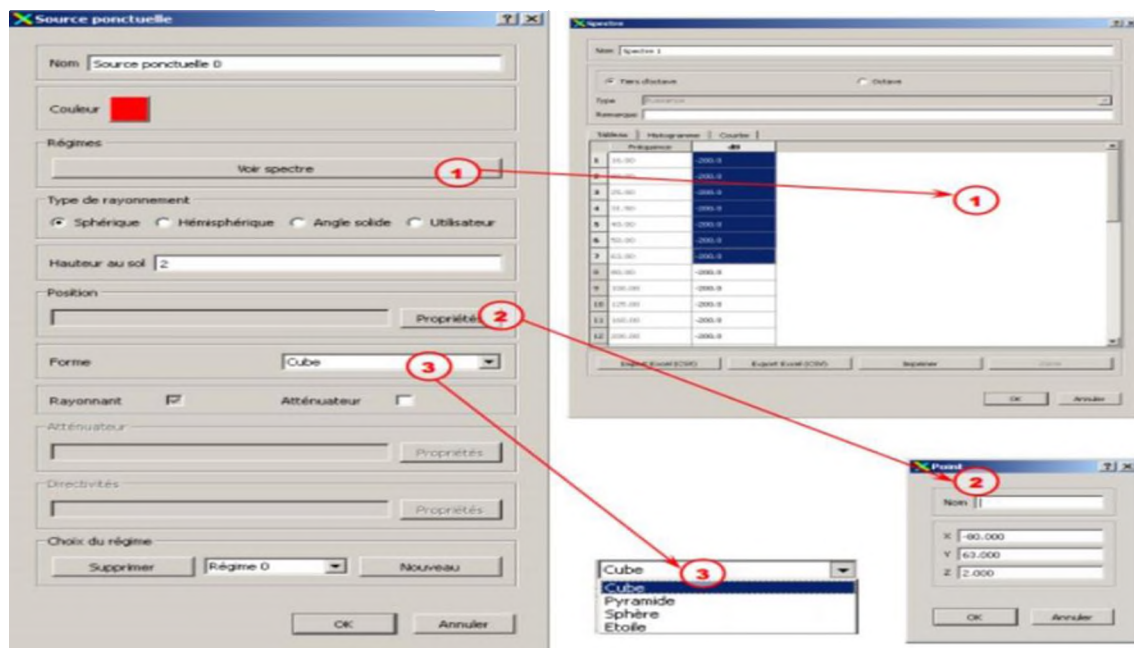 Source ponctuelle
Nom Source ponctuelle 0
Couleur
Régimes
Voir spectre
1
Type de rayonnement
Sphérique Hémisphérique Angle solide Utilisateur
Hauteur au sol 2
Position
Propriétés 2
Forme Cube 3
Rayonnant Atténuateur
Atténuateur
Propriétés
Directivités
Propriétés
Choix du régime
Supprimer Régime 0 Nouveau
OK Annuler
Spectre
Nom Spectre 1
Tiers d'octave Octave
Type Puissance
Remarque
Tableau Histogramme Courbe
Fréquence dB
1 16.00 -200.0
2 -200.0
3 25.00 -200.0
4 31.50 -200.0
5 40.00 -200.0
6 50.00 -200.0
7 63.00 -200.0
8 80.00 -200.0
9 100.00 -200.0
10 125.00 -200.0
11 160.00 -200.0
12 200.00 -200.0
1
Export Excel (CSV) Export Excel (CSV) Imprimer
OK Annuler
Point
2
Nom
X -80.000
Y 63.000
Z 2.000
OK Annuler
Cube
3
Cube
Pyramide
Sphère
Etoile